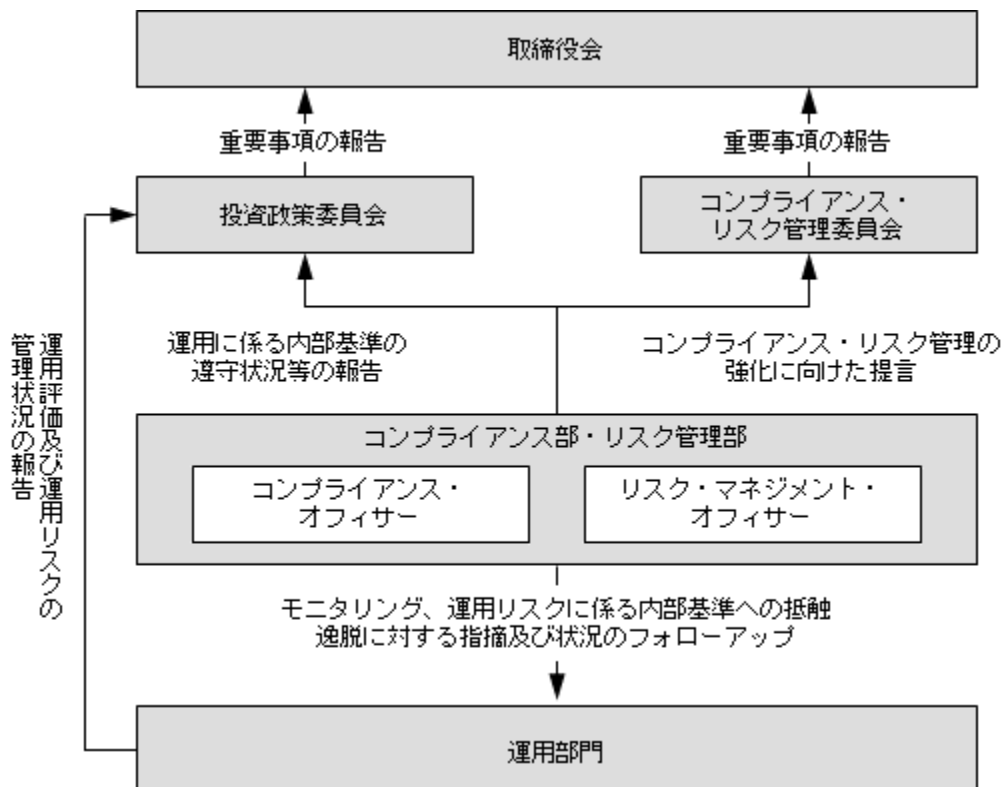 取締役会
重要事項の報告
重要事項の報告
投資政策委員会
コンプライアンス・
リスク管理委員会
運用に係る内部基準の
遵守状況等の報告
コンプライアンス・リスク管理の
強化に向けた提言
運用評価及び運用リスクの
管理状況の報告
コンプライアンス部・リスク管理部
コンプライアンス・
オフィサー
リスク・マネジメント・
オフィサー
モニタリング、運用リスクに係る内部基準への抵触
逸脱に対する指摘及び状況のフォローアップ
運用部門